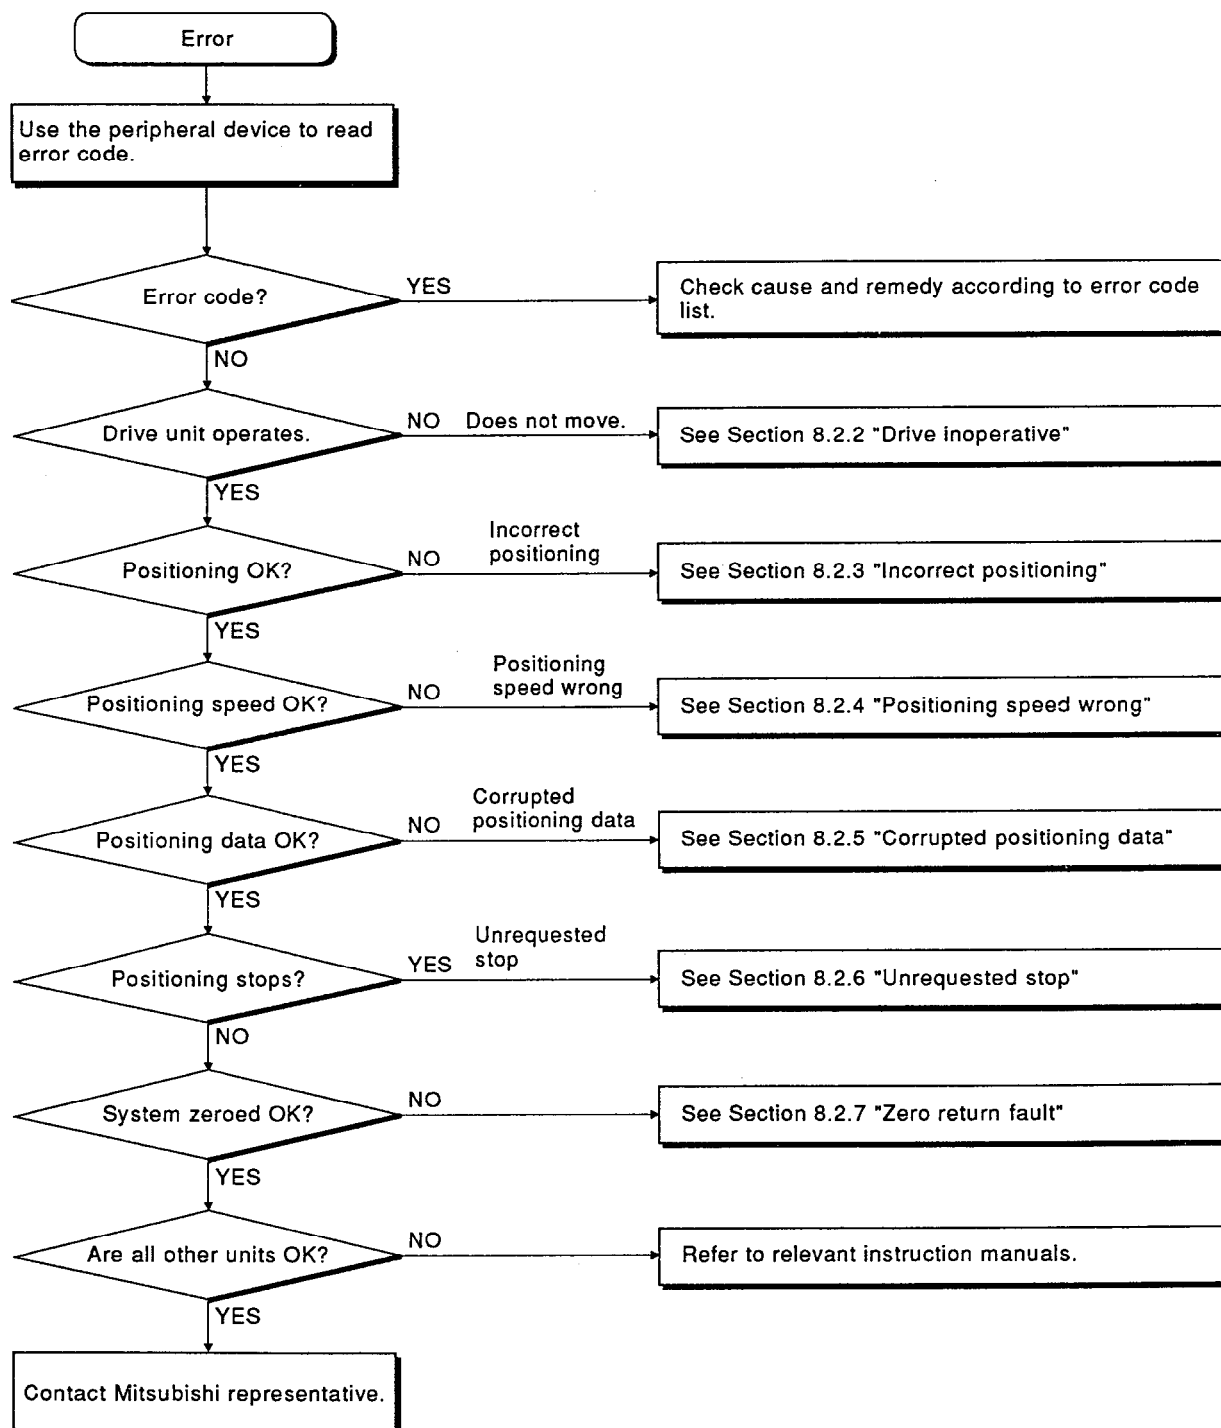 Error
Use the peripheral device to read
error code.
Error code?
YES
Check cause and remedy according to error code
list.
NO
Drive unit operates.
NO Does not move.
See Section 8.2.2 "Drive inoperative"
YES
Positioning OK?
NO
Incorrect
positioning
See Section 8.2.3 "Incorrect positioning"
YES
Positioning speed OK?
NO
Positioning
speed wrong
See Section 8.2.4 "Positioning speed wrong"
YES
Positioning data OK?
NO
Corrupted
positioning data
See Section 8.2.5 "Corrupted positioning data"
YES
Positioning stops?
YES
Unrequested
stop
See Section 8.2.6 "Unrequested stop"
NO
System zeroed OK?
NO
See Section 8.2.7 "Zero return fault"
YES
Are all other units OK?
NO
Refer to relevant instruction manuals.
YES
Contact Mitsubishi representative.